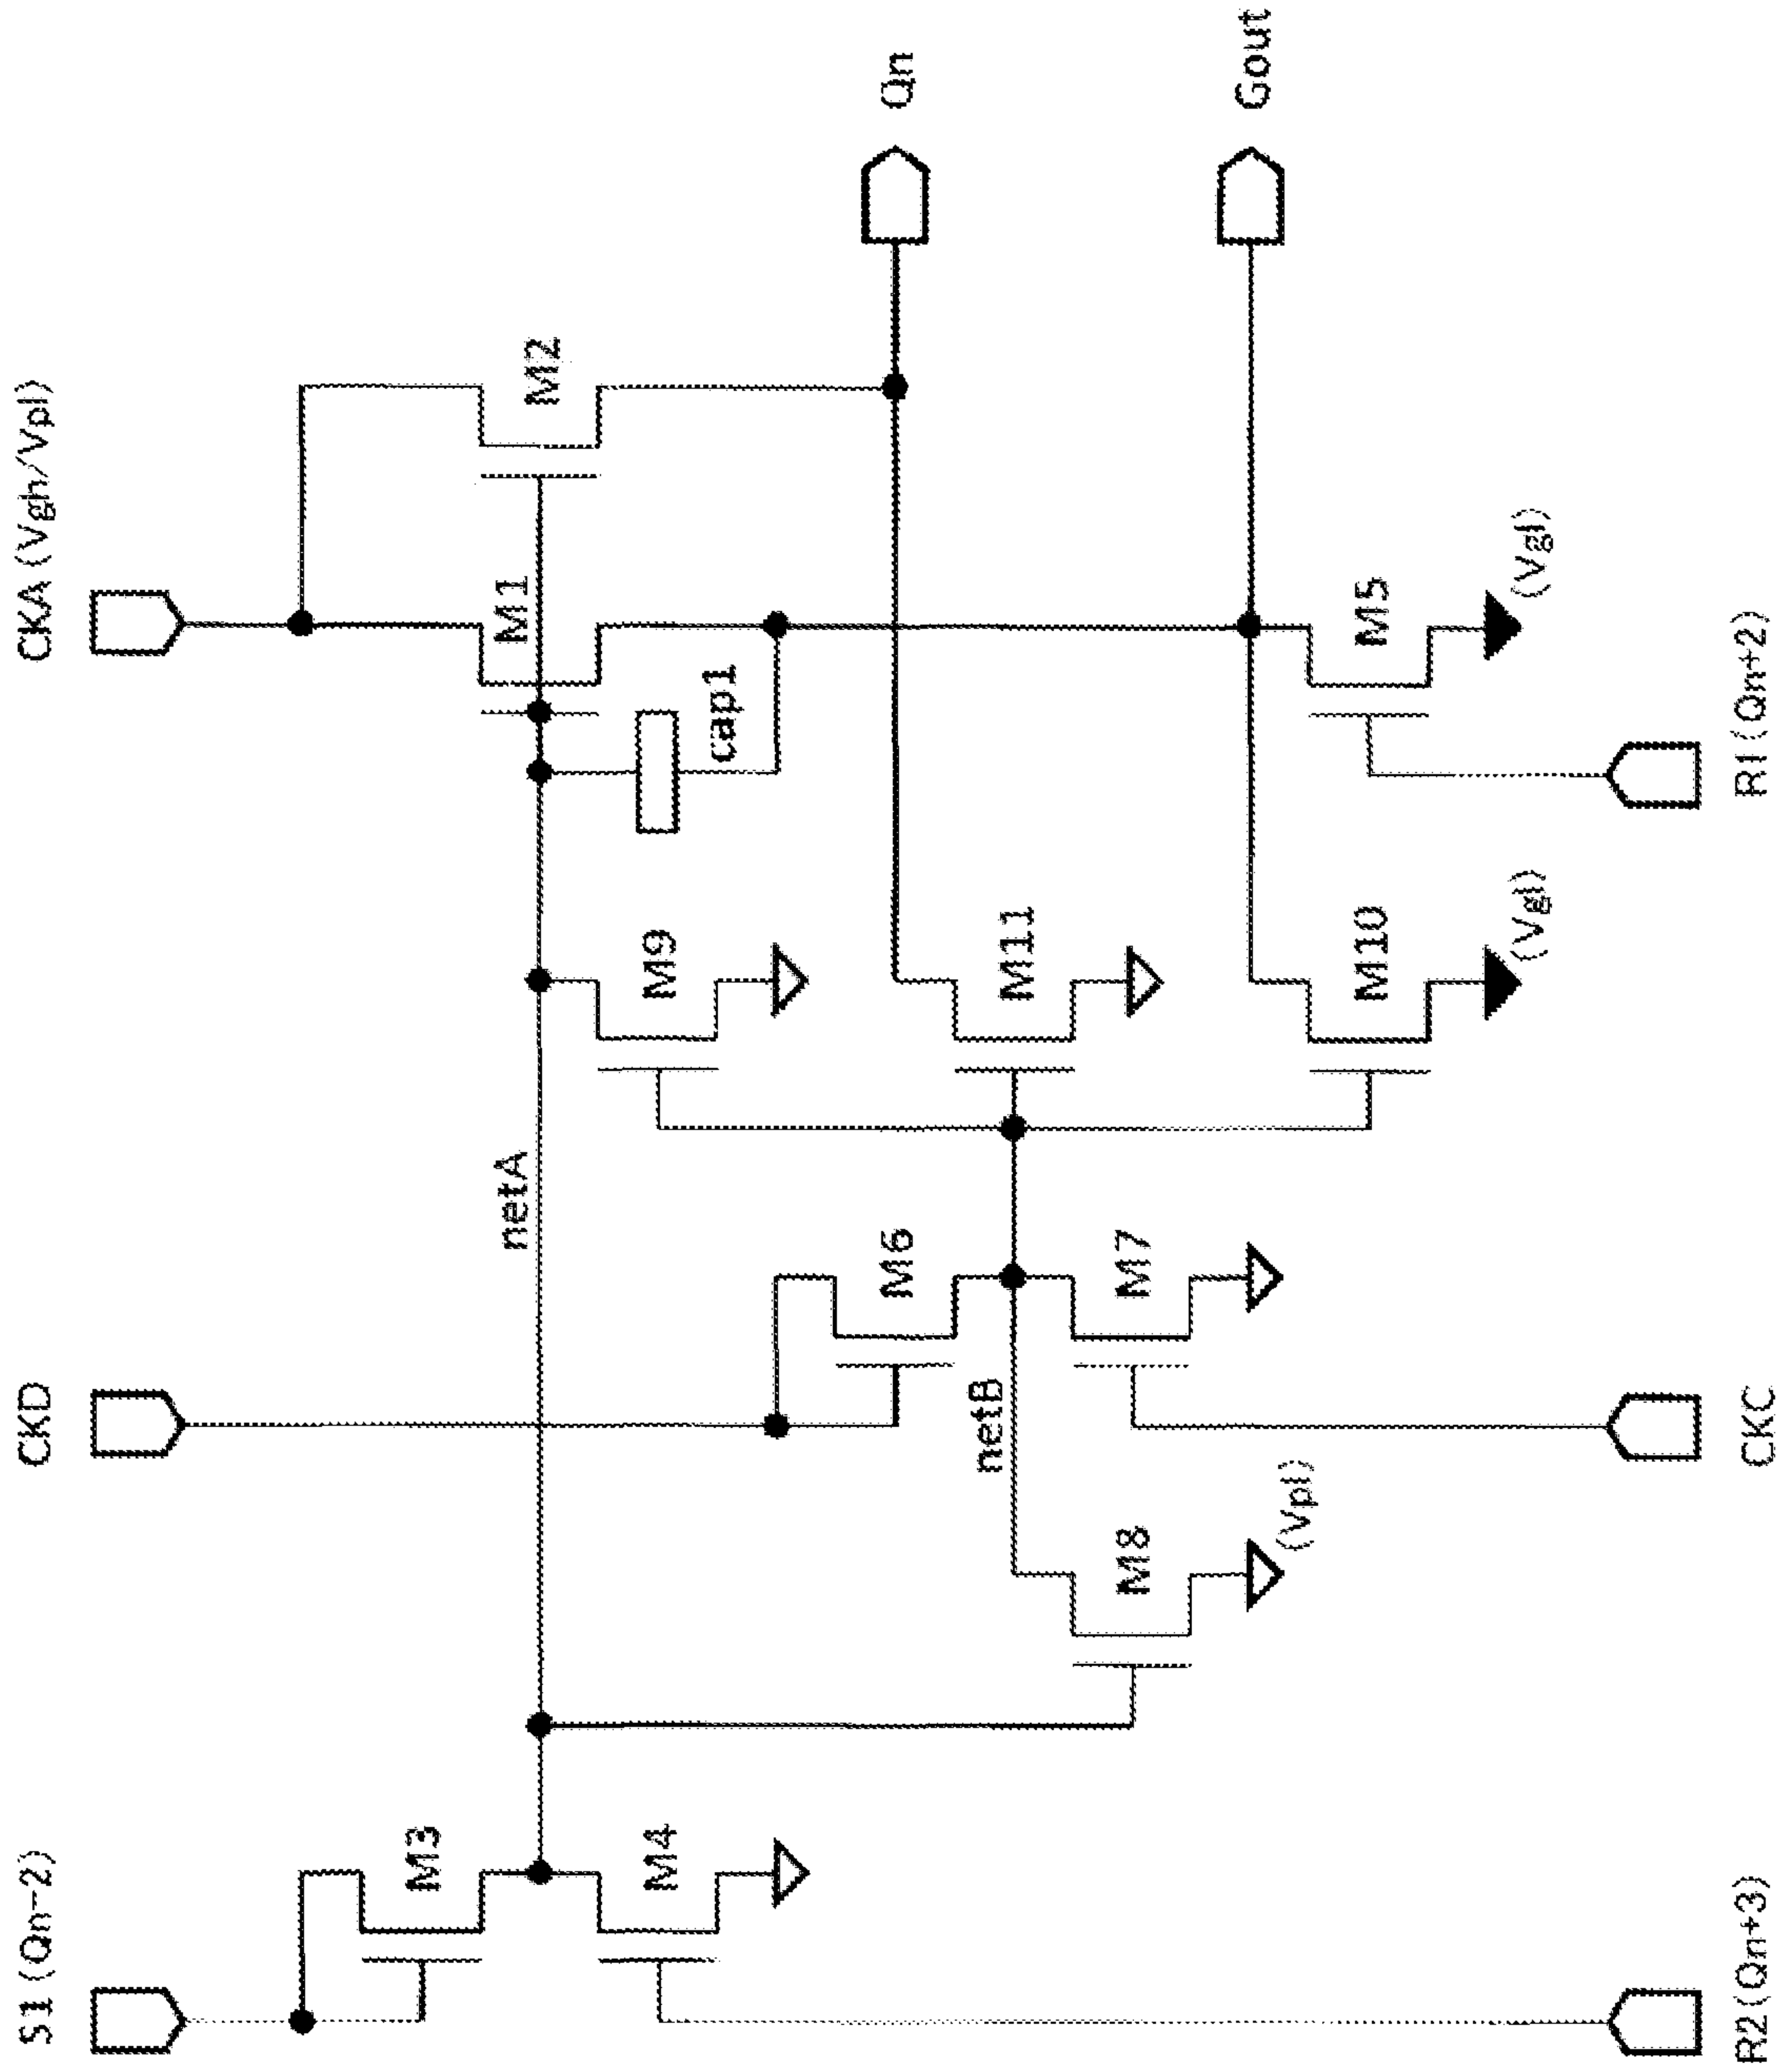 S1 (Qn-2)
CKD
CKA (Vgh/Vpl)
M3
M4
netA
M1
M2
cap1
M9
M6
netB
M7
M8
(Vpl)
M11
M10
(Vgl)
M5
(Vgl)
Qn
Gout
R2(Qn+3)
CKC
R1(Qn+2)